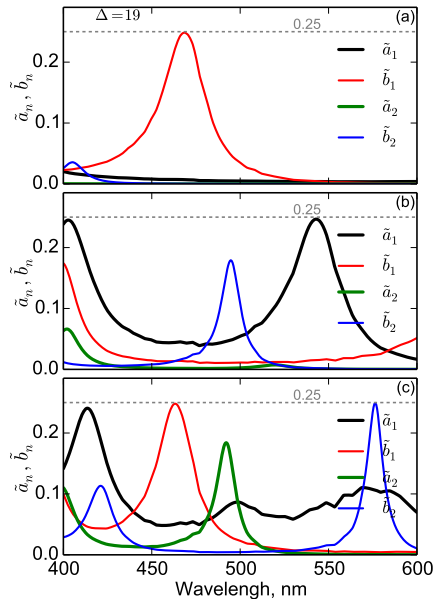 Δ=19
(a)
0.25
ãₙ, b̃ₙ
0.2
0.1
0.0
ã₁
b̃₁
ã₂
b̃₂
(b)
0.25
ãₙ, b̃ₙ
0.2
0.1
0.0
ã₁
b̃₁
ã₂
b̃₂
(c)
0.25
ãₙ, b̃ₙ
0.2
0.1
0.0
ã₁
b̃₁
ã₂
b̃₂
400 450 500 550 600
Wavelengh, nm